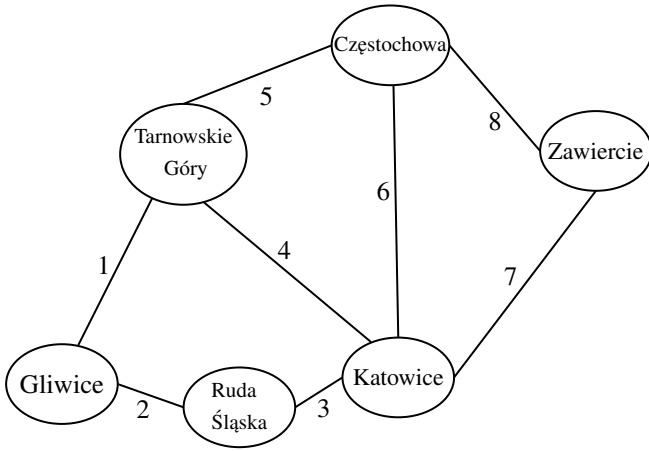 Częstochowa
5
8
Tarnowskie
Góry
Zawiercie
6
4
1
7
Gliwice
Ruda
Śląska
Katowice
2
3